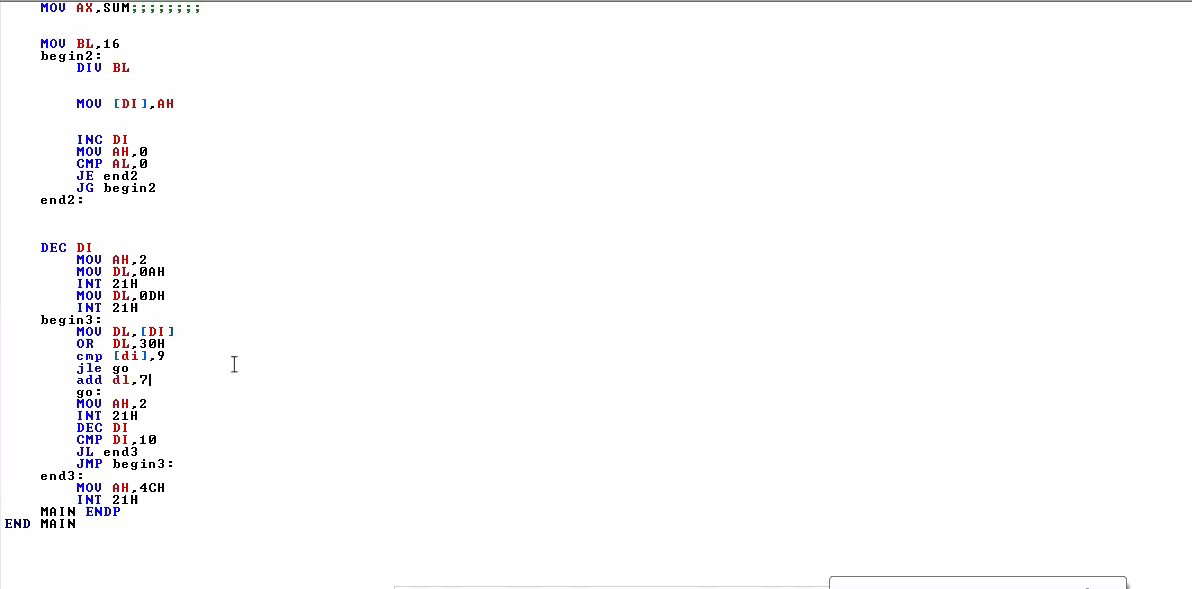 MOV AX,SUM;;;;;;;;
MOV BL,16
begin2:
DIV BL
MOV [DI],AH
INC DI
MOV AH,0
CMP AL,0
JE end2
JG begin2
end2:
DEC DI
MOV AH,2
MOV DL,0AH
INT 21H
MOV DL,0DH
INT 21H
begin3:
MOV DL,[DI]
OR DL,30H
cmp [di],9
jle go
add dl,7
go:
MOV AH,2
INT 21H
DEC DI
CMP DI,10
JL end3
JMP begin3:
end3:
MOV AH,4CH
INT 21H
MAIN ENDP
END MAIN